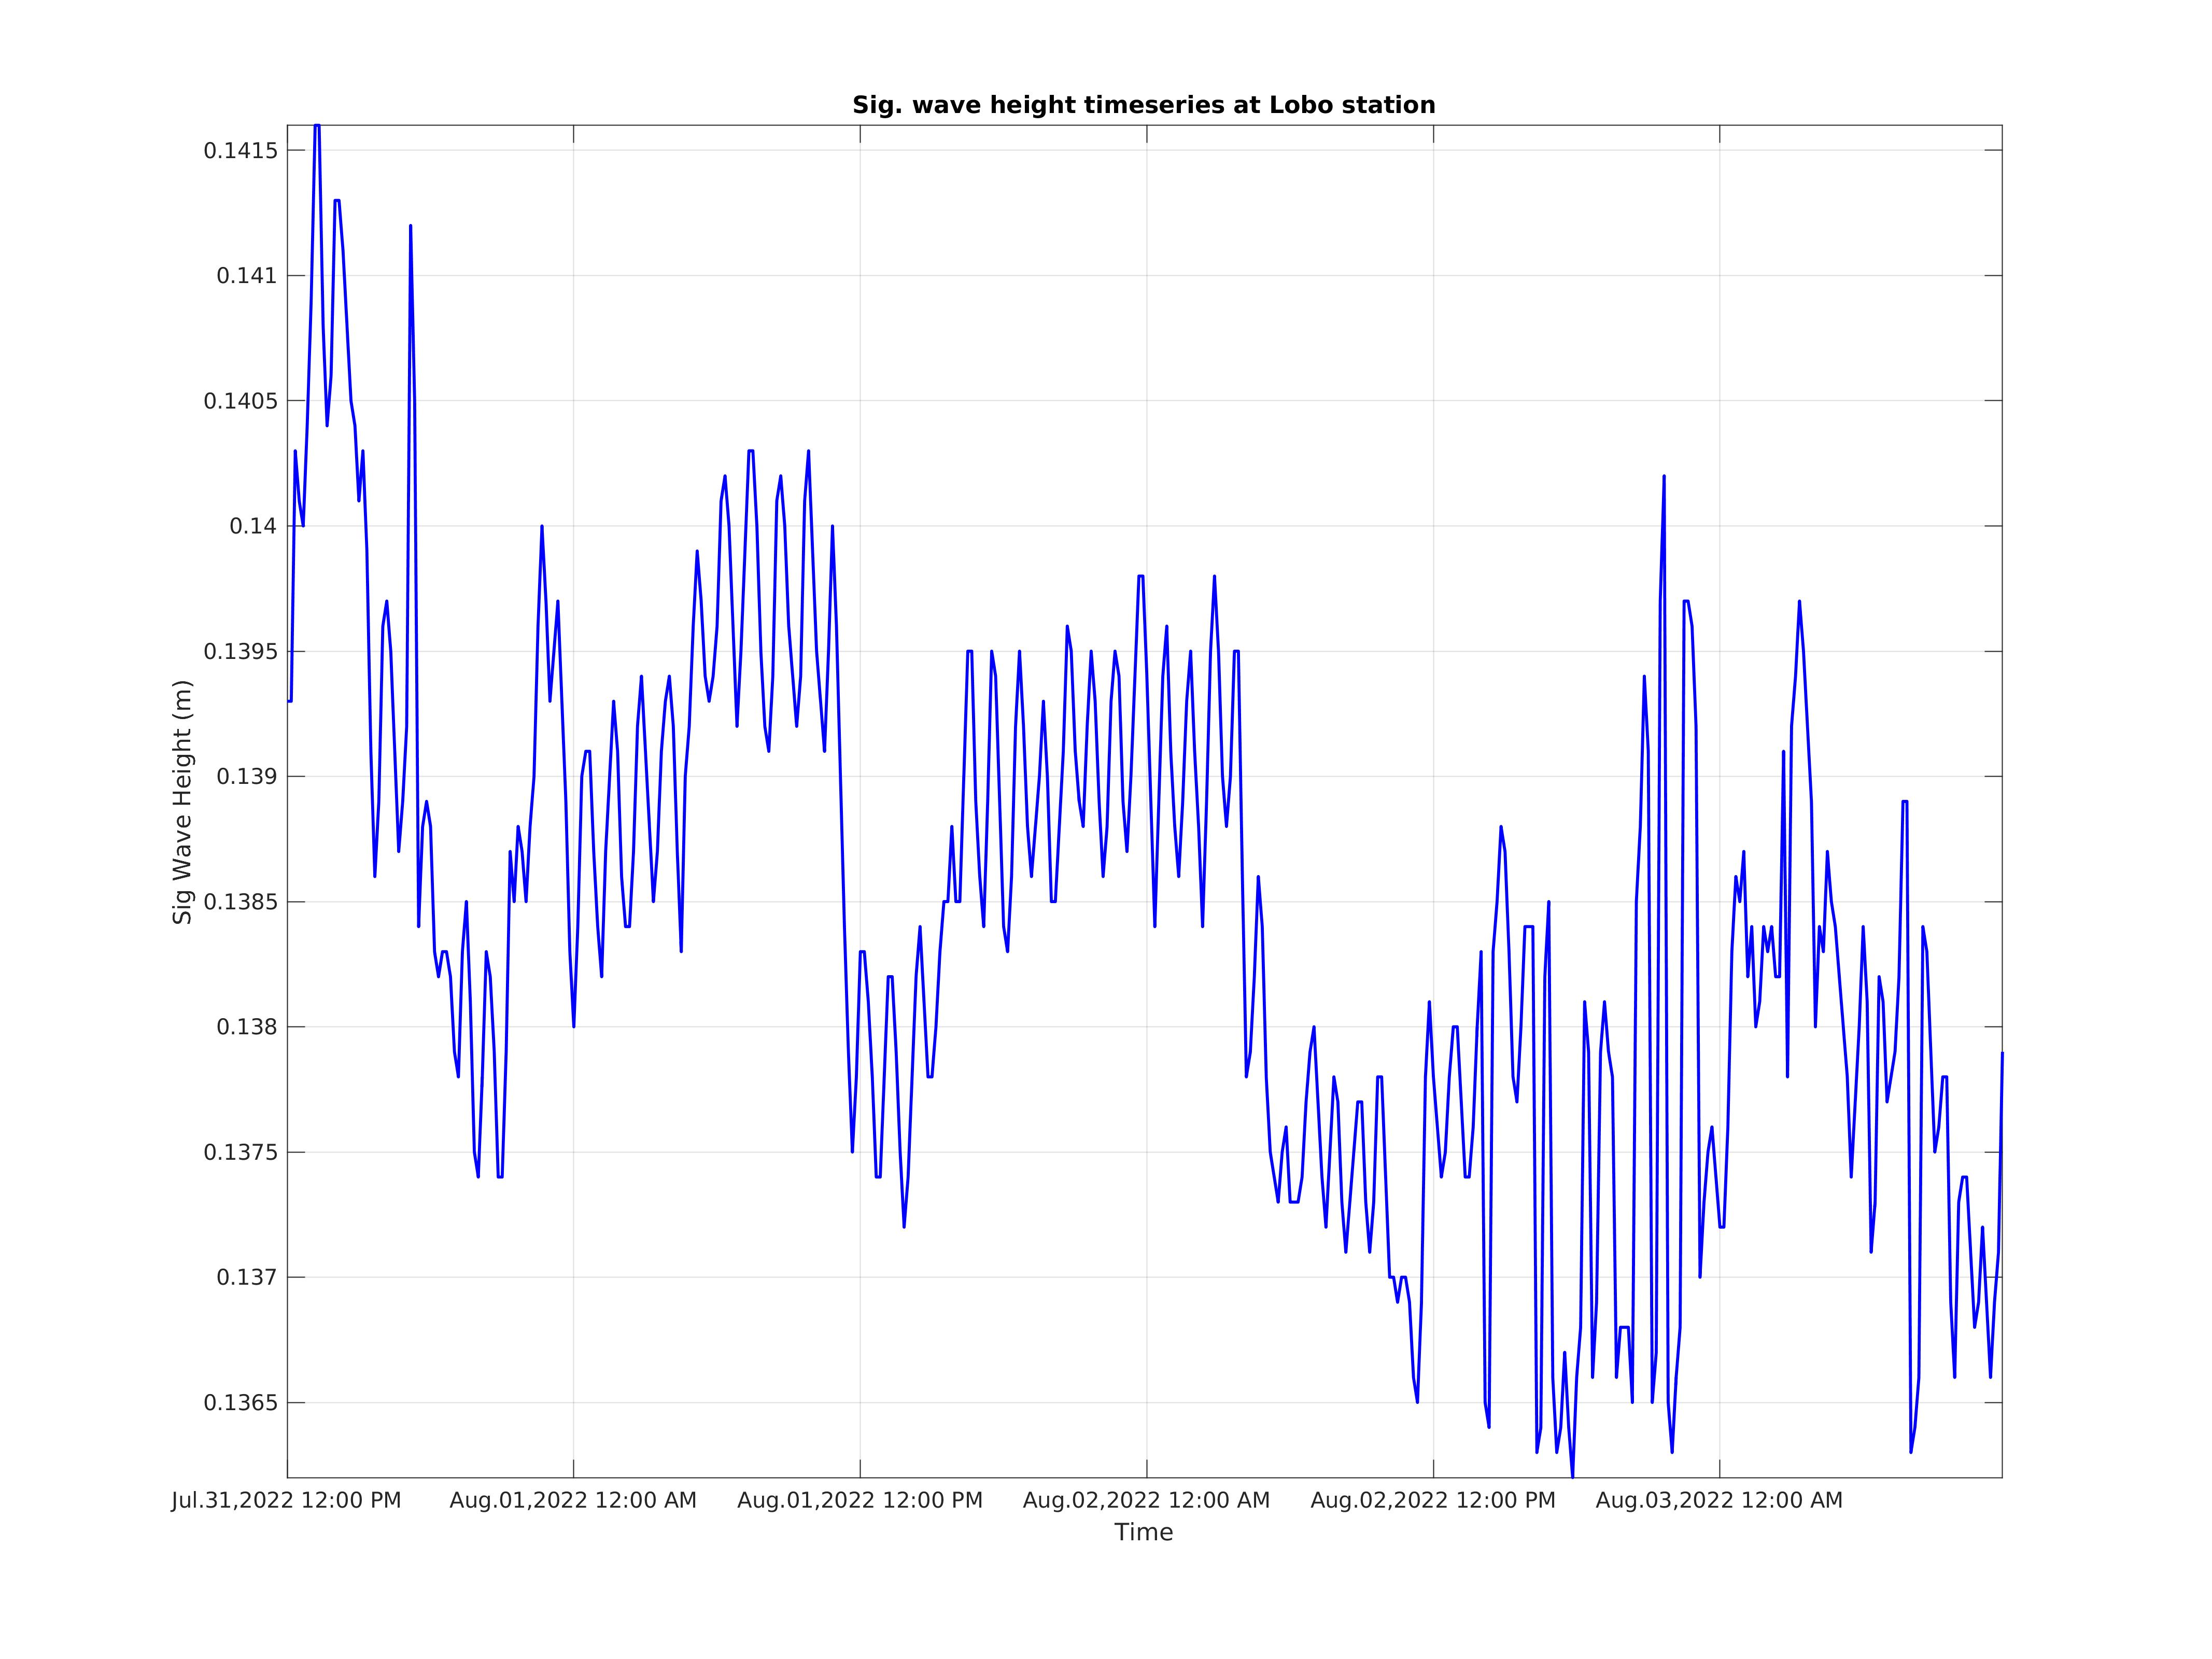 Sig. wave height timeseries at Lobo station
0.1415
0.141
0.1405
0.14
0.1395
0.139
0.1385
0.138
0.1375
0.137
0.1365
Sig Wave Height (m)
Jul.31,2022 12:00 PM Aug.01,2022 12:00 AM Aug.01,2022 12:00 PM Aug.02,2022 12:00 AM Aug.02,2022 12:00 PM Aug.03,2022 12:00 AM
Time